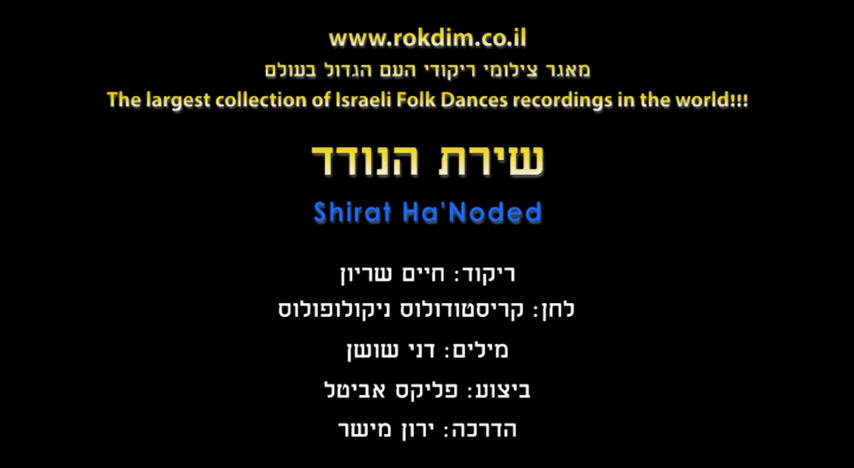 www.rokdim.co.il
מאגר צילומי ריקודי העם הגדול בעולם
The largest collection of Israeli Folk Dances recordings in the world!!!
שירת הנודד
Shirat Ha'Noded
ריקוד: חיים שריון
לחן: קריסטודולוס ניקולופולוס
מילים: דני שושן
ביצוע: פליקס אביטל
הדרכה: ירון מישר